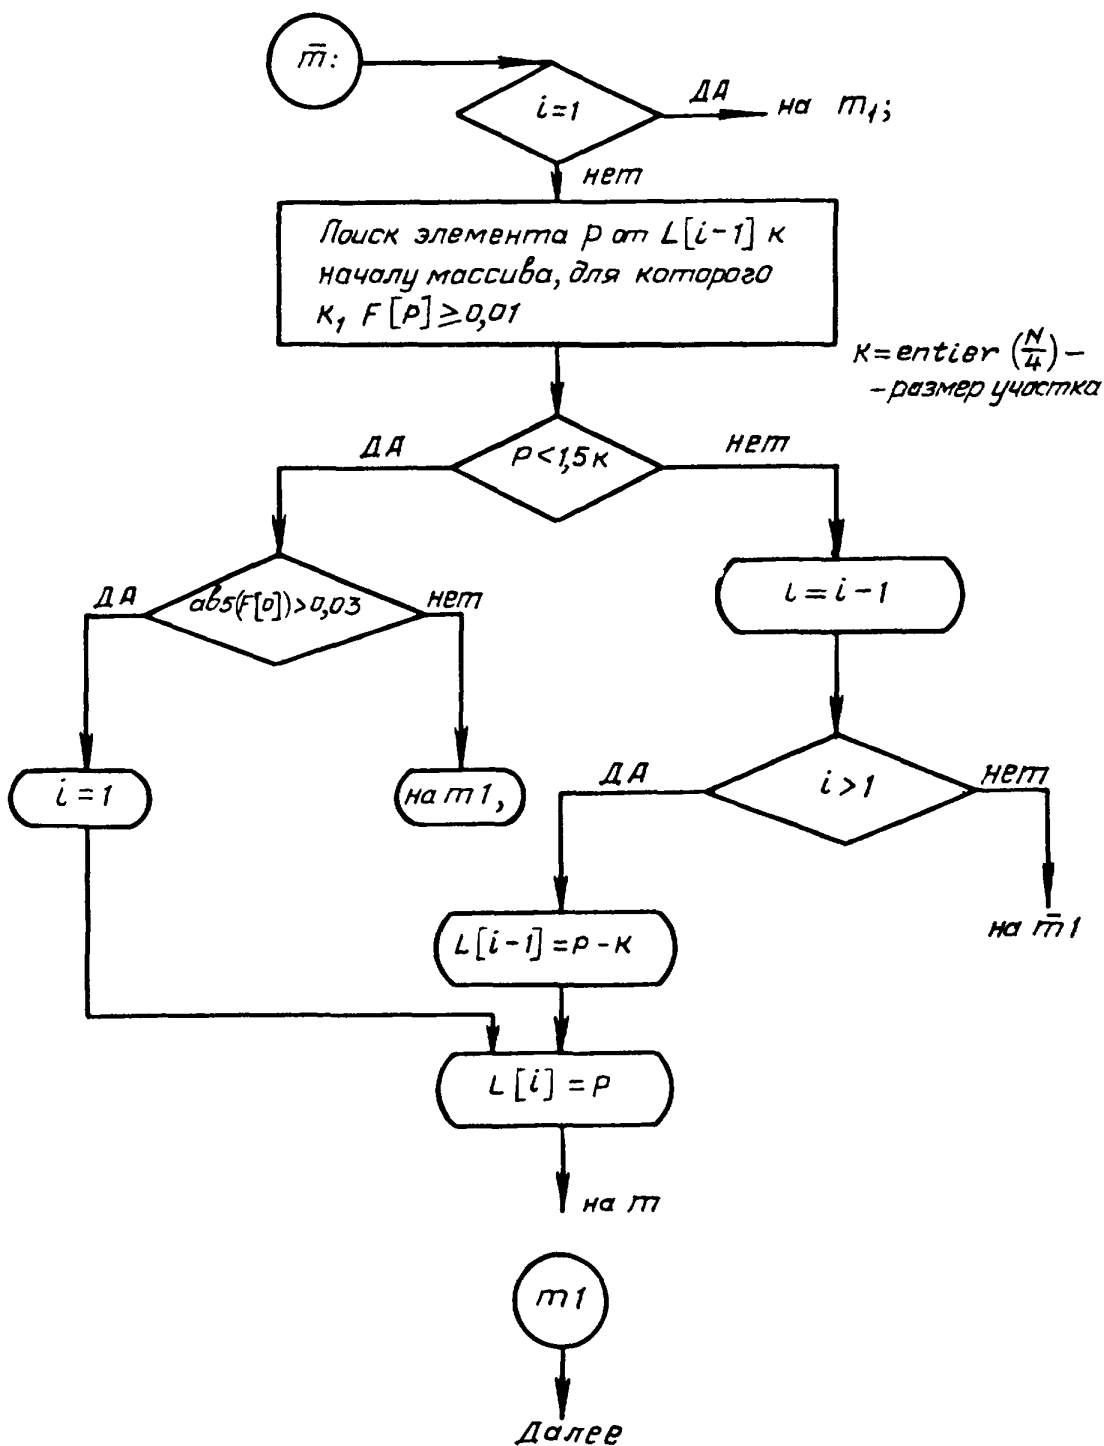 m̄:
i=1
ДА
на m₁;
нет
Поиск элемента p от L[i-1] к
началу массива, для которого
к₁ F[p]≥0,01
к=entier (N/4) –
– размер участка
ДА
p<1,5к
нет
i=i-1
ДА
abs(F[0])>0,03
нет
i=1
на m1,
ДА
i>1
нет
на m̄1
L[i-1]=p-к
L[i]=p
на m
m1
Далее